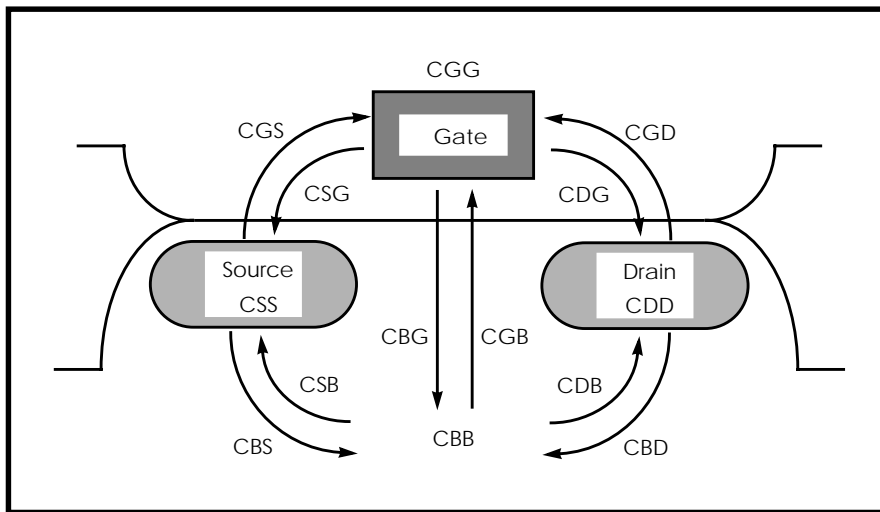 CGG
CGS
Gate
CGD
CSG
CDG
Source
CSS
Drain
CDD
CBG
CGB
CSB
CDB
CBS
CBB
CBD